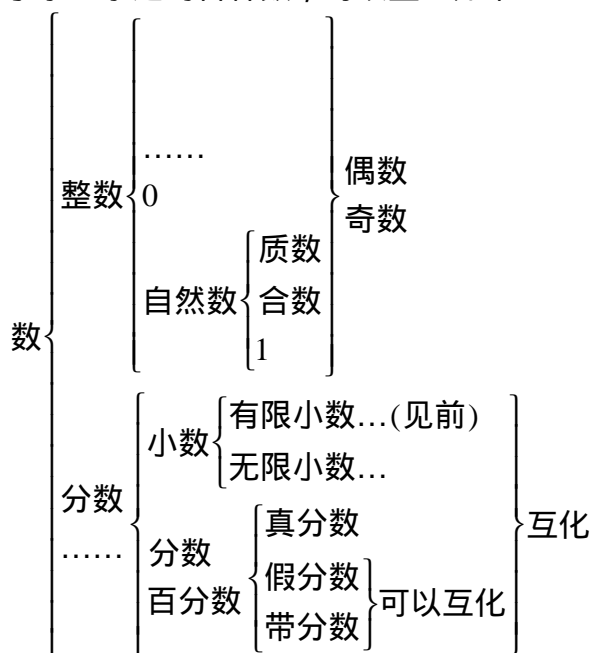 ……
整数
0
偶数
奇数
自然数
质数
合数
1
数
小数
有限小数…(见前)
无限小数…
分数
……
分数
百分数
真分数
假分数
带分数
可以互化
互化